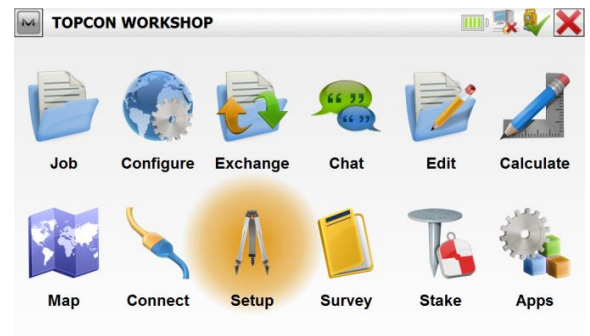 TOPCON WORKSHOP
Job Configure Exchange Chat Edit Calculate
Map Connect Setup Survey Stake Apps